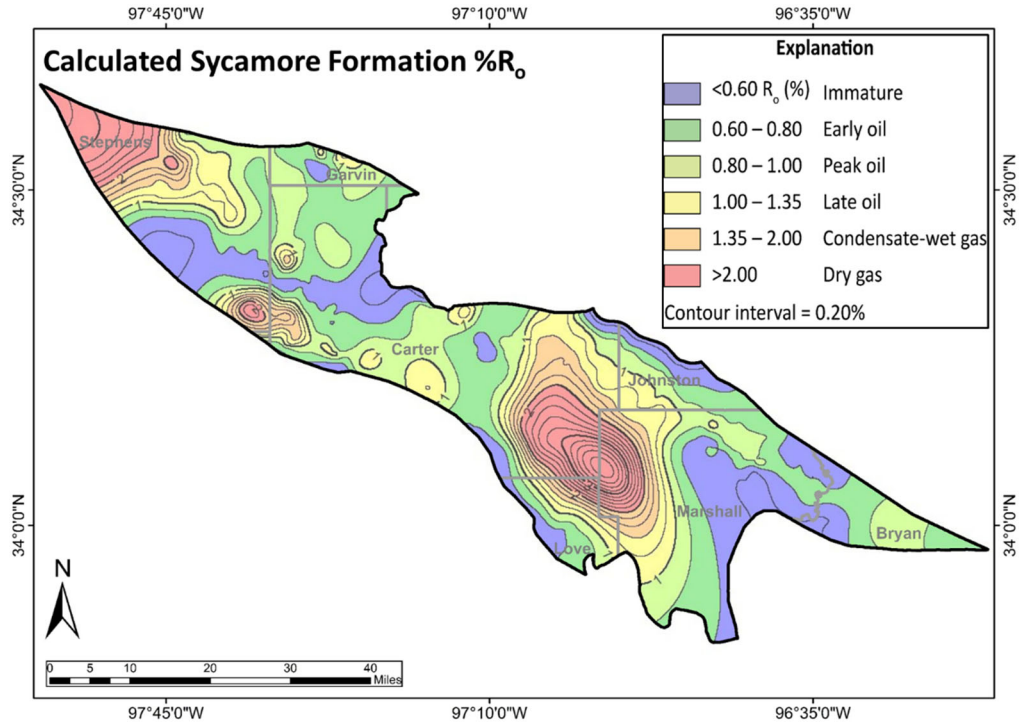 97°45'0"W 97°10'0"W 96°35'0"W
Calculated Sycamore Formation %Ro
Explanation
<0.60 Ro (%) Immature
0.60 – 0.80 Early oil
0.80 – 1.00 Peak oil
1.00 – 1.35 Late oil
1.35 – 2.00 Condensate-wet gas
>2.00 Dry gas
Contour interval = 0.20%
Stephens
Garvin
34°30'0"N 34°30'0"N
Carter
Johnston
Marshall
34°0'0"N 34°0'0"N
Bryan
Love
N
0 5 10 20 30 40
Miles
97°45'0"W 97°10'0"W 96°35'0"W